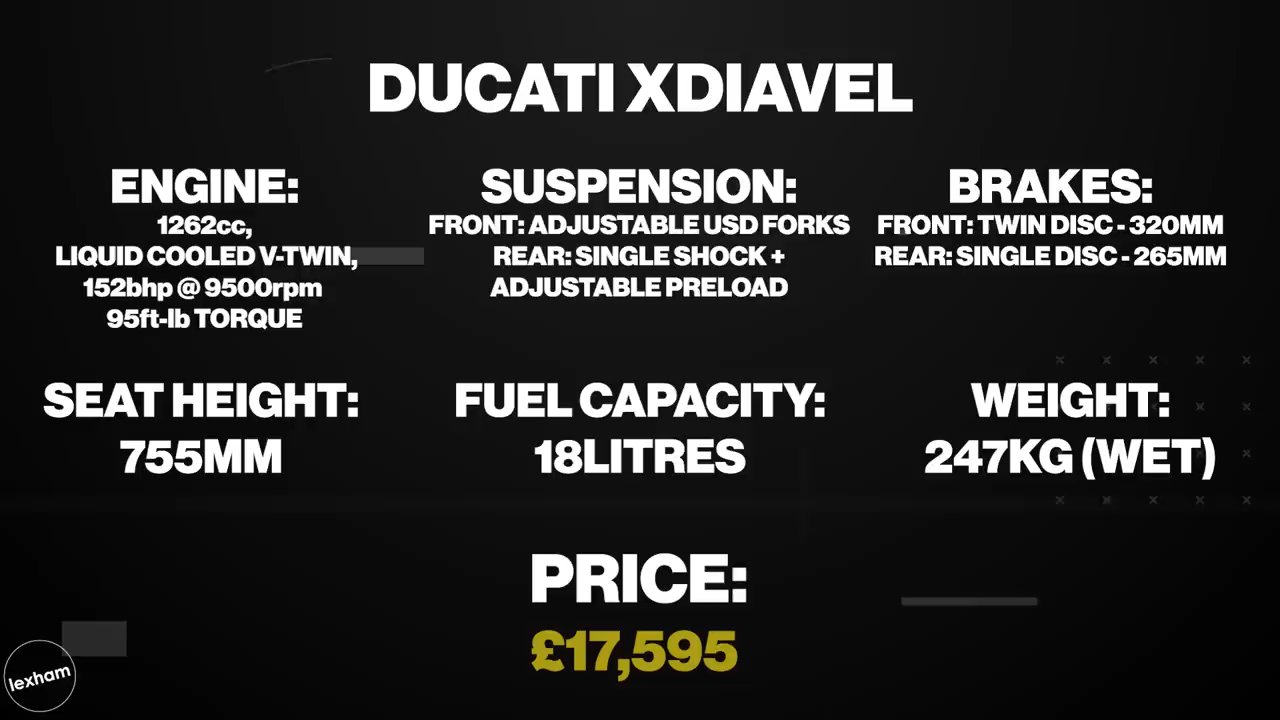 DUCATI XDIAVEL
ENGINE:
1262cc,
LIQUID COOLED V-TWIN,
152bhp @ 9500rpm
95ft-lb TORQUE
SUSPENSION:
FRONT: ADJUSTABLE USD FORKS
REAR: SINGLE SHOCK +
ADJUSTABLE PRELOAD
BRAKES:
FRONT: TWIN DISC - 320MM
REAR: SINGLE DISC - 265MM
SEAT HEIGHT:
755MM
FUEL CAPACITY:
18LITRES
WEIGHT:
247KG (WET)
PRICE:
£17,595
lexham